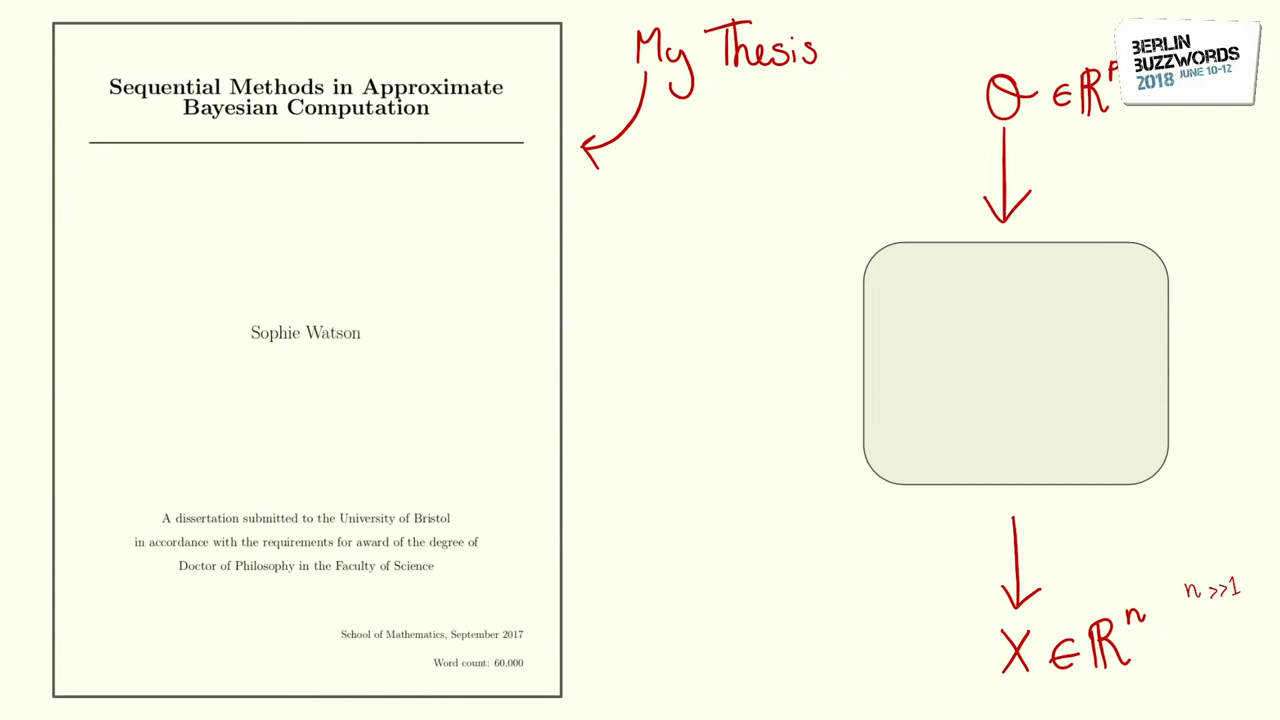 Sequential Methods in Approximate
Bayesian Computation
Sophie Watson
A dissertation submitted to the University of Bristol
in accordance with the requirements for award of the degree of
Doctor of Philosophy in the Faculty of Science
School of Mathematics, September 2017
Word count: 60,000
My Thesis
θ ∈ ℝᵖ
X ∈ ℝⁿ
n >> 1
BERLIN
BUZZWORDS
2018 JUNE 10-12